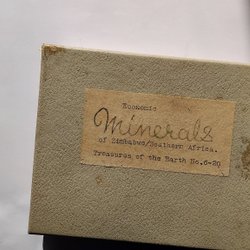 Economic
Minerals
of Zimbabwe/Southern Africa.
Treasures of the Earth No.6-20